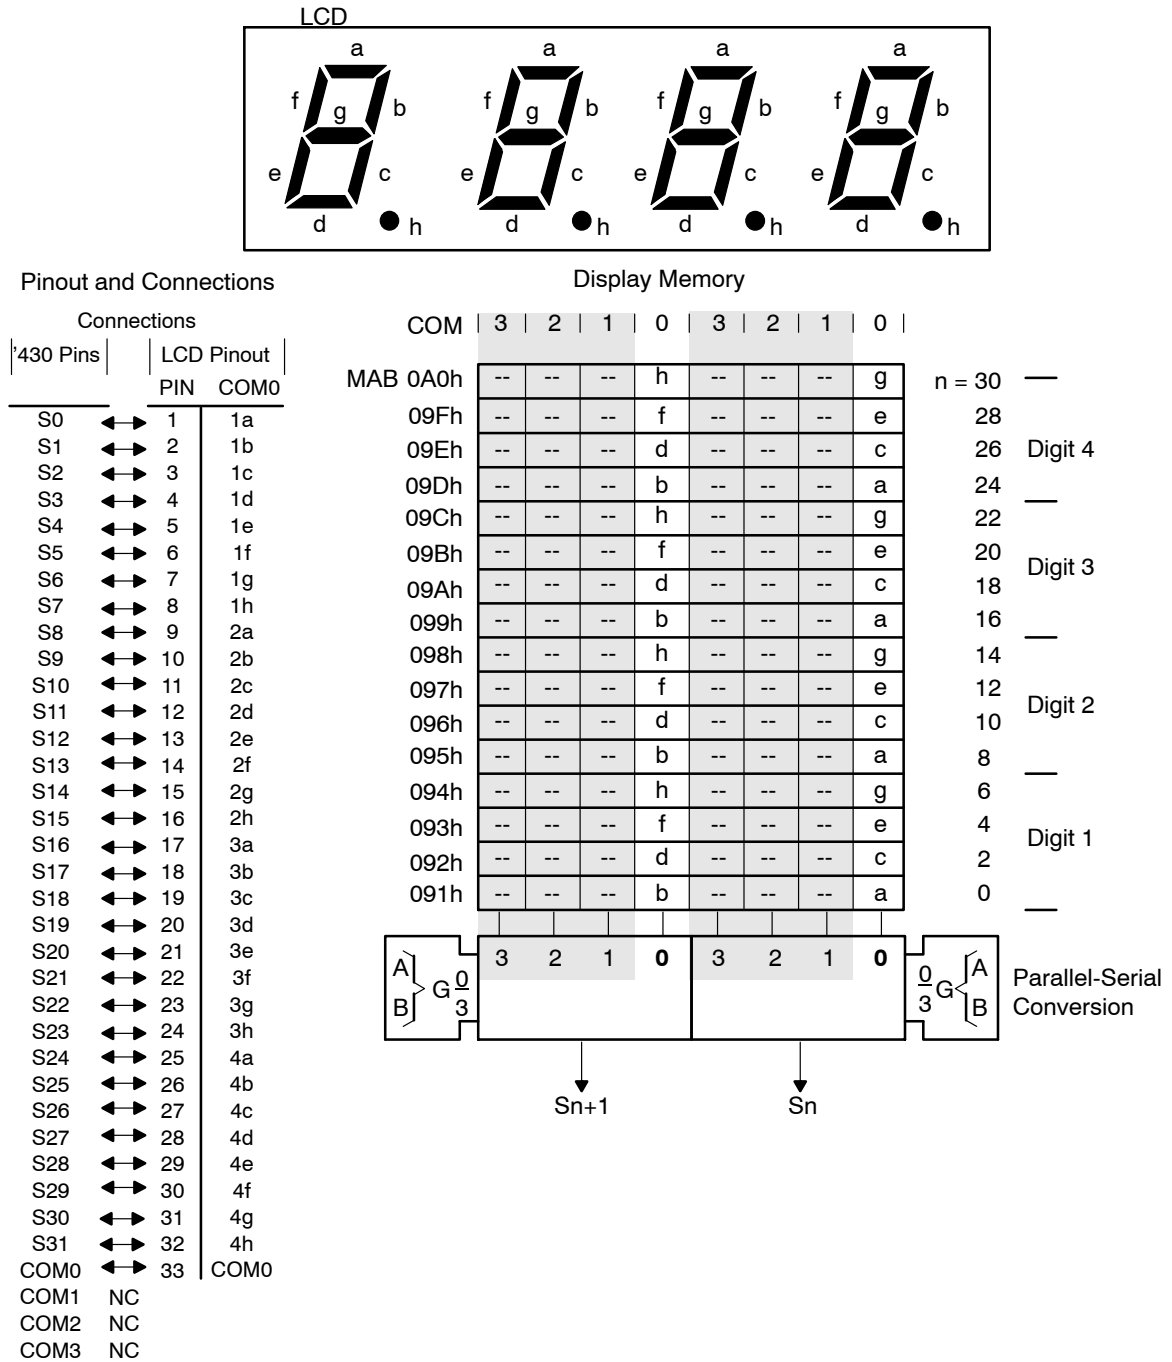 LCD
a a a a
f g b f g b f g b f g b
e c e c e c e c
d h d h d h d h
Pinout and Connections
Connections
'430 Pins LCD Pinout
PIN COM0
S0 1 1a
S1 2 1b
S2 3 1c
S3 4 1d
S4 5 1e
S5 6 1f
S6 7 1g
S7 8 1h
S8 9 2a
S9 10 2b
S10 11 2c
S11 12 2d
S12 13 2e
S13 14 2f
S14 15 2g
S15 16 2h
S16 17 3a
S17 18 3b
S18 19 3c
S19 20 3d
S20 21 3e
S21 22 3f
S22 23 3g
S23 24 3h
S24 25 4a
S25 26 4b
S26 27 4c
S27 28 4d
S28 29 4e
S29 30 4f
S30 31 4g
S31 32 4h
COM0 33 COM0
COM1 NC
COM2 NC
COM3 NC
Display Memory
COM 3 2 1 0 3 2 1 0
MAB 0A0h -- -- -- h -- -- -- g n = 30
09Fh -- -- -- f -- -- -- e 28
09Eh -- -- -- d -- -- -- c 26 Digit 4
09Dh -- -- -- b -- -- -- a 24
09Ch -- -- -- h -- -- -- g 22
09Bh -- -- -- f -- -- -- e 20 Digit 3
09Ah -- -- -- d -- -- -- c 18
099h -- -- -- b -- -- -- a 16
098h -- -- -- h -- -- -- g 14
097h -- -- -- f -- -- -- e 12 Digit 2
096h -- -- -- d -- -- -- c 10
095h -- -- -- b -- -- -- a 8
094h -- -- -- h -- -- -- g 6
093h -- -- -- f -- -- -- e 4 Digit 1
092h -- -- -- d -- -- -- c 2
091h -- -- -- b -- -- -- a 0
3 2 1 0 3 2 1 0
A B G 0 3
0 3 G A B
Parallel-Serial
Conversion
Sn+1 Sn